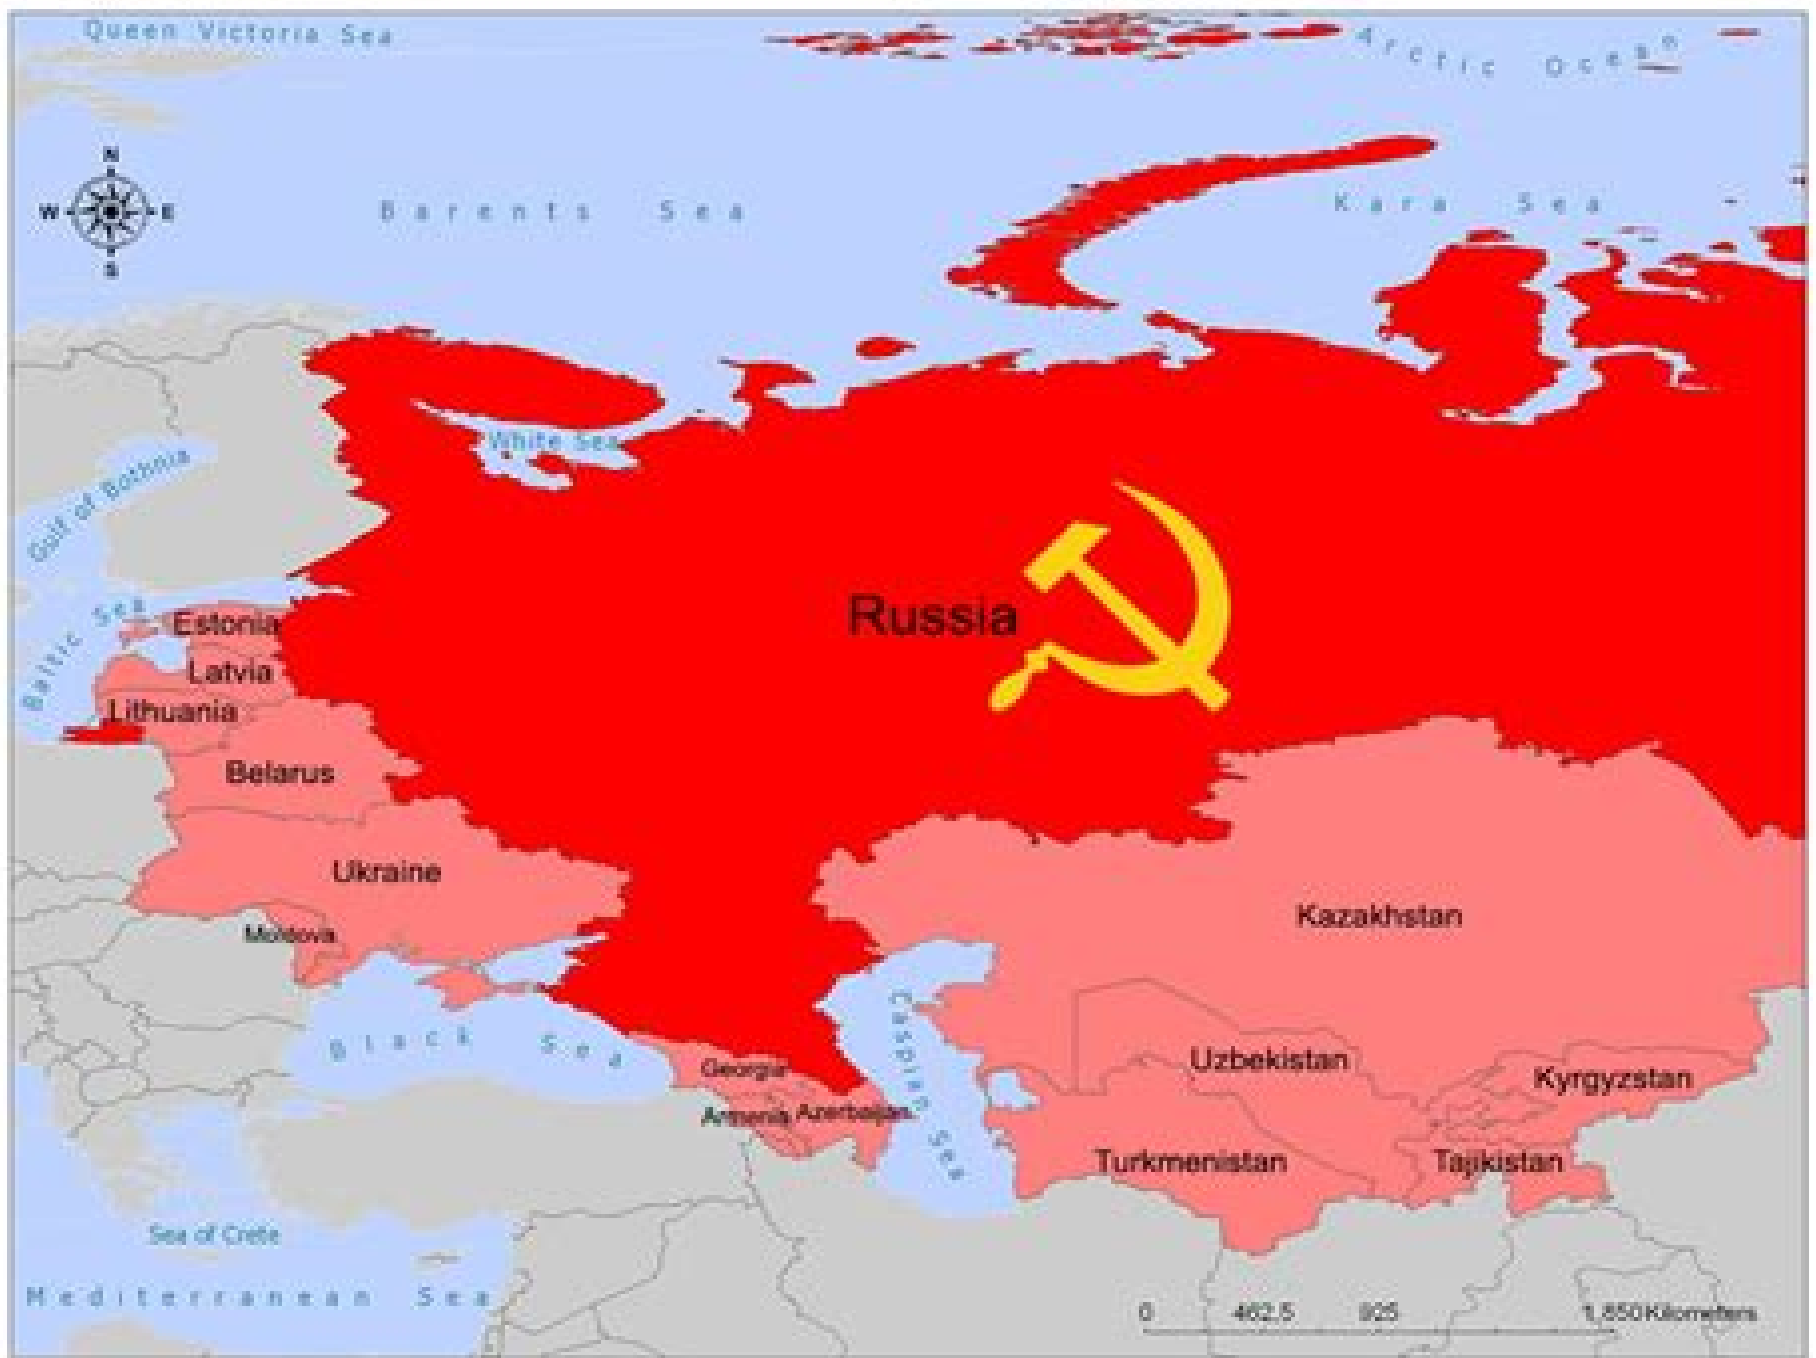 Queen Victoria Sea
Arctic Ocean
N
W
E
S
Barents Sea
Kara Sea
White Sea
Gulf of Bothnia
Baltic Sea
Russia
Estonia
Latvia
Lithuania
Belarus
Ukraine
Moldova
Kazakhstan
Black Sea
Caspian Sea
Georgia
Armenia
Azerbaijan
Uzbekistan
Kyrgyzstan
Turkmenistan
Tajikistan
Sea of Crete
Mediterranean Sea
0 462.5 925 1,850 Kilometers